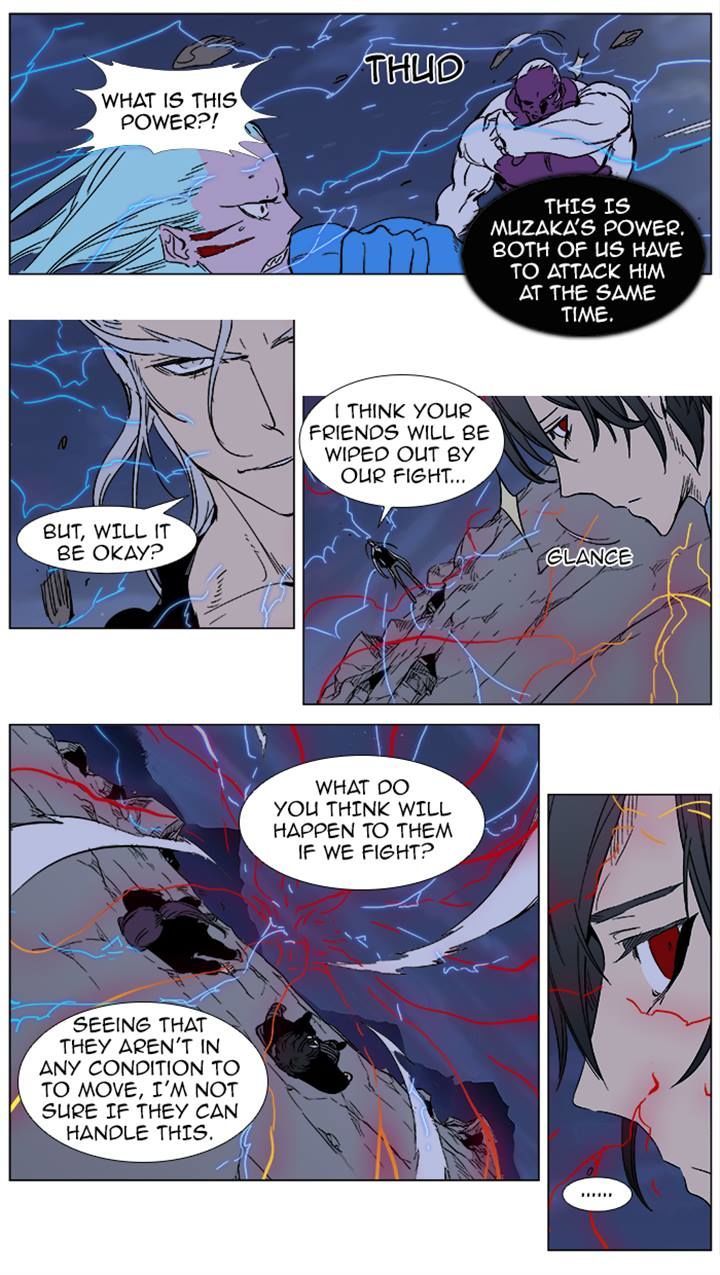 WHAT IS THIS
POWER?!
THUD
THIS IS
MUZAKA'S POWER.
BOTH OF US HAVE
TO ATTACK HIM
AT THE SAME
TIME.
BUT, WILL IT
BE OKAY?
I THINK YOUR
FRIENDS WILL BE
WIPED OUT BY
OUR FIGHT...
GLANCE
WHAT DO
YOU THINK WILL
HAPPEN TO THEM
IF WE FIGHT?
SEEING THAT
THEY AREN'T IN
ANY CONDITION TO
TO MOVE, I'M NOT
SURE IF THEY CAN
HANDLE THIS.
......